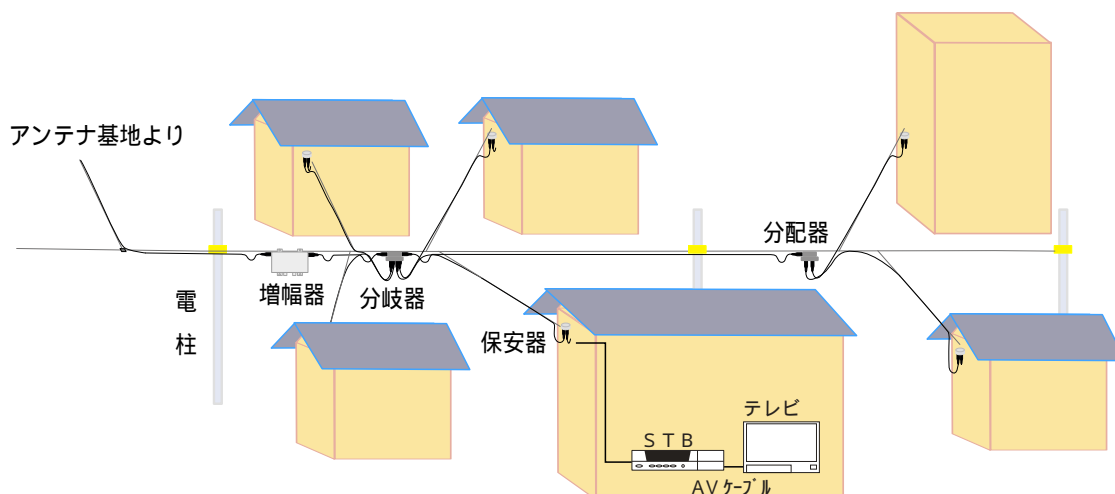 アンテナ基地より
分配器
増幅器
分岐器
電
柱
保安器
テレビ
ＳＴＢ
AVｹｰﾌﾞﾙ